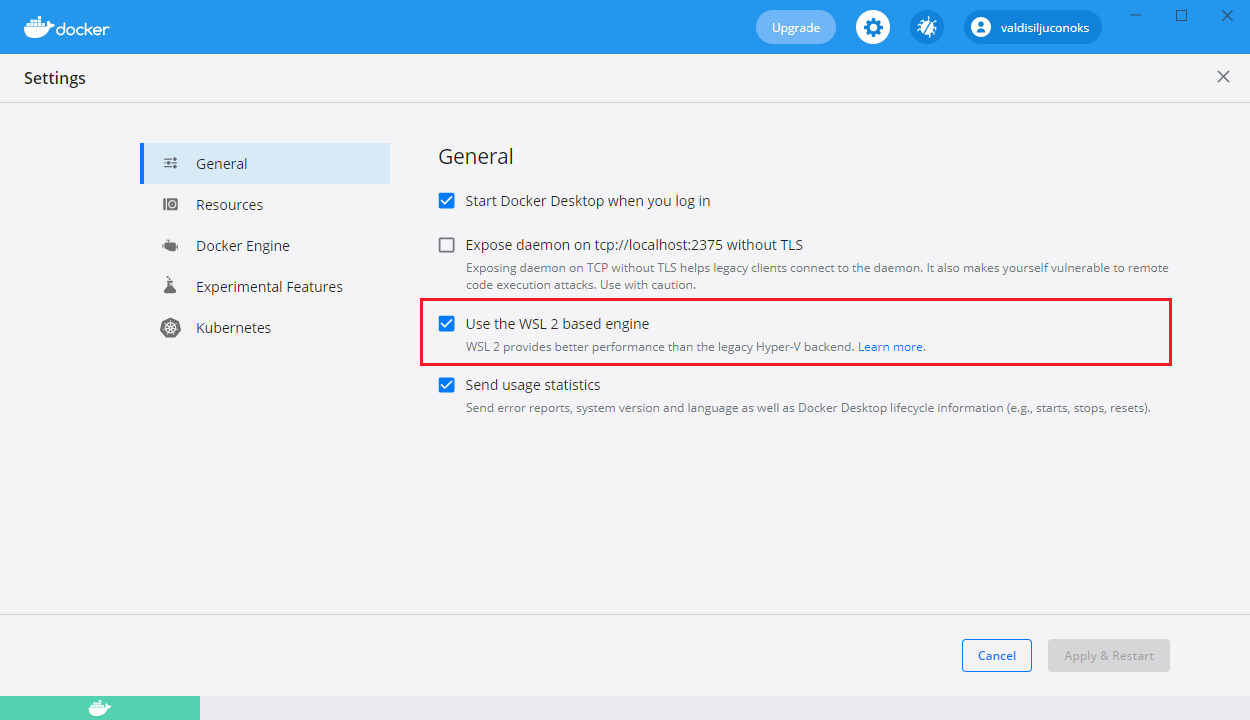 docker
Upgrade
valdisiljuconoks
Settings
General
Resources
Docker Engine
Experimental Features
Kubernetes
General
Start Docker Desktop when you log in
Expose daemon on tcp://localhost:2375 without TLS
Exposing daemon on TCP without TLS helps legacy clients connect to the daemon. It also makes yourself vulnerable to remote
code execution attacks. Use with caution.
Use the WSL 2 based engine
WSL 2 provides better performance than the legacy Hyper-V backend. Learn more.
Send usage statistics
Send error reports, system version and language as well as Docker Desktop lifecycle information (e.g., starts, stops, resets).
Cancel
Apply & Restart